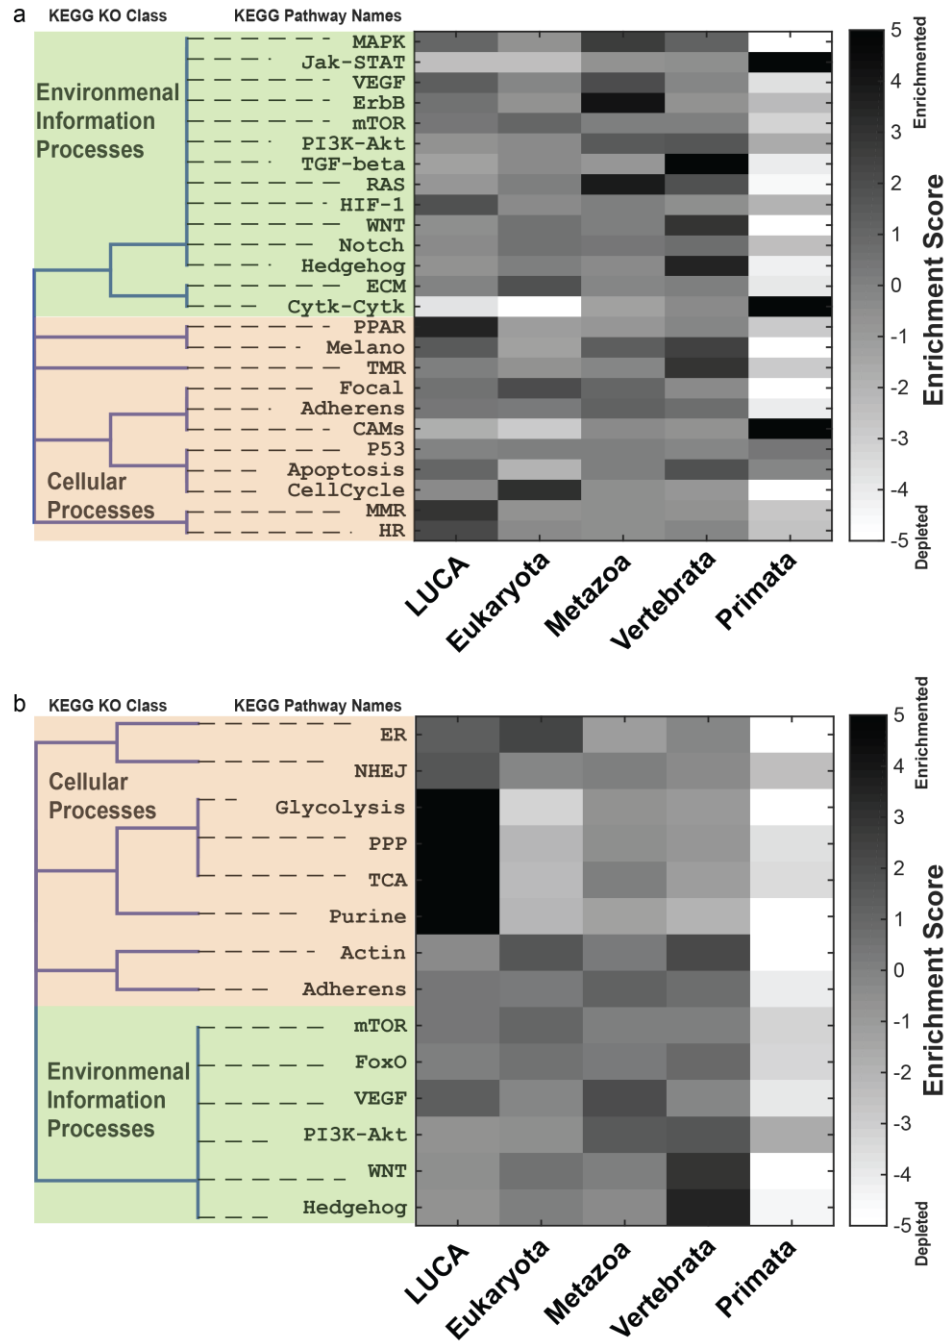 a
KEGG KO Class
KEGG Pathway Names
Environmenal
Information
Processes
MAPK
Jak-STAT
VEGF
ErbB
mTOR
PI3K-Akt
TGF-beta
RAS
HIF-1
WNT
Notch
Hedgehog
ECM
Cytk-Cytk
PPAR
Melano
TMR
Focal
Adherens
CAMs
P53
Apoptosis
CellCycle
MMR
HR
Cellular
Processes
LUCA
Eukaryota
Metazoa
Vertebrata
Primata
5
4
3
2
1
0
-1
-2
-3
-4
-5
Enrichmented
Enrichment Score
Depleted
b
KEGG KO Class
KEGG Pathway Names
Cellular
Processes
ER
NHEJ
Glycolysis
PPP
TCA
Purine
Actin
Adherens
mTOR
FoxO
VEGF
PI3K-Akt
WNT
Hedgehog
Environmenal
Information
Processes
LUCA
Eukaryota
Metazoa
Vertebrata
Primata
5
4
3
2
1
0
-1
-2
-3
-4
-5
Enrichmented
Enrichment Score
Depleted